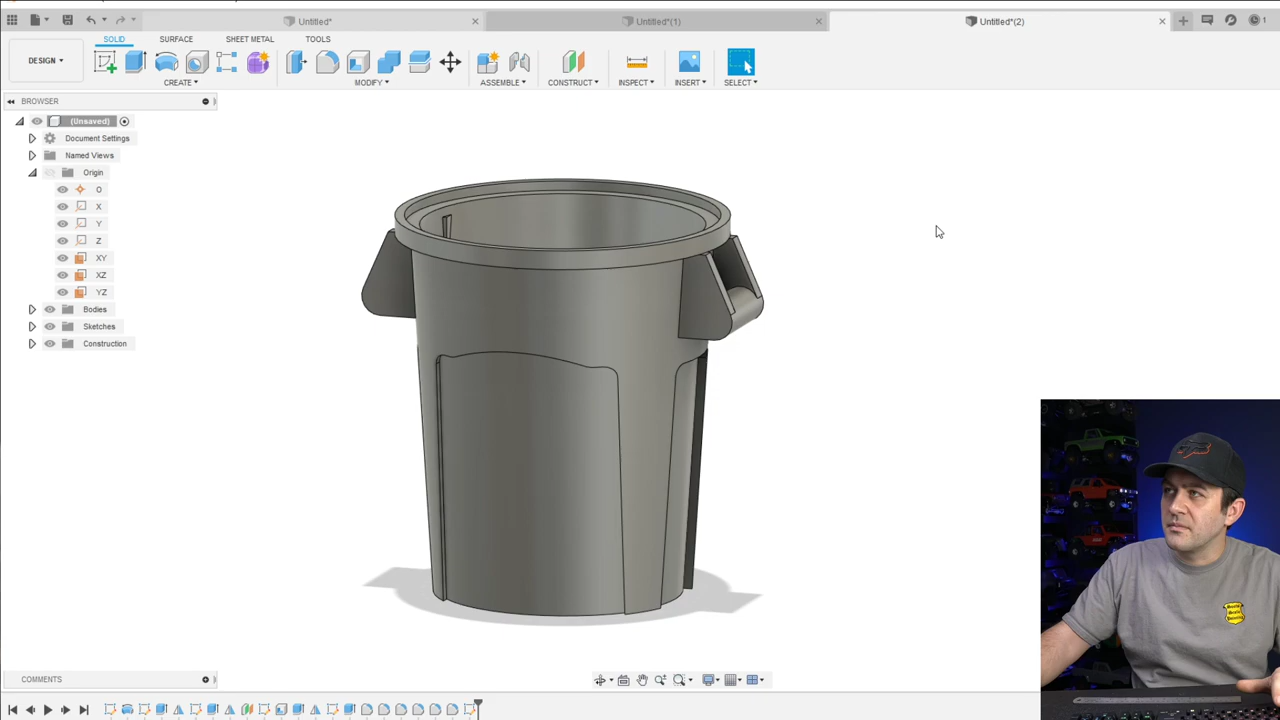 Untitled*
Untitled*(1)
Untitled*(2)
1
DESIGN
SOLID
SURFACE
SHEET METAL
TOOLS
CREATE
MODIFY
ASSEMBLE
CONSTRUCT
INSPECT
INSERT
SELECT
BROWSER
(Unsaved)
Document Settings
Named Views
Origin
O
X
Y
Z
XY
XZ
YZ
Bodies
Sketches
Construction
COMMENTS